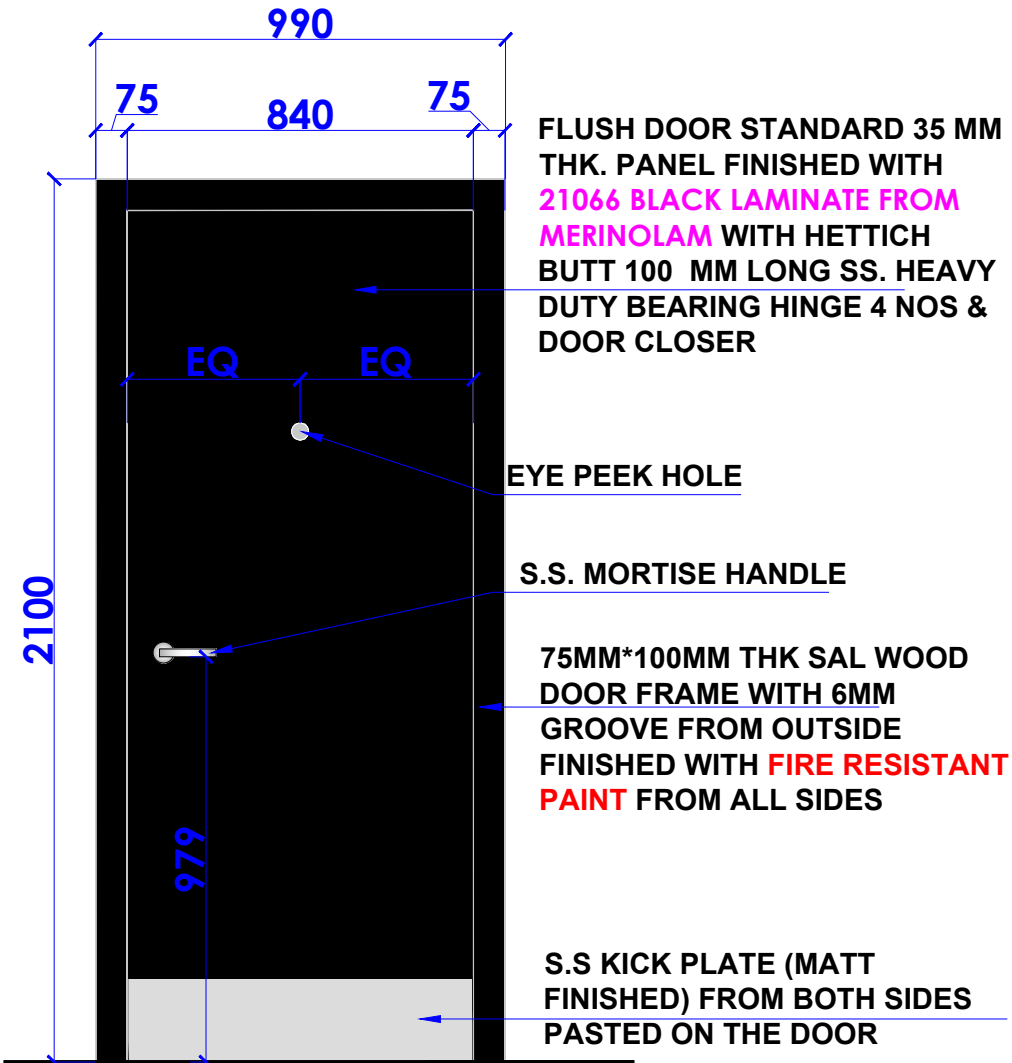 990
75
840
75
FLUSH DOOR STANDARD 35 MM
THK. PANEL FINISHED WITH
21066 BLACK LAMINATE FROM
MERINOLAM WITH HETTICH
BUTT 100 MM LONG SS. HEAVY
DUTY BEARING HINGE 4 NOS &
DOOR CLOSER
EQ
EQ
EYE PEEK HOLE
S.S. MORTISE HANDLE
2100
75MM*100MM THK SAL WOOD
DOOR FRAME WITH 6MM
GROOVE FROM OUTSIDE
FINISHED WITH FIRE RESISTANT
PAINT FROM ALL SIDES
979
S.S KICK PLATE (MATT
FINISHED) FROM BOTH SIDES
PASTED ON THE DOOR